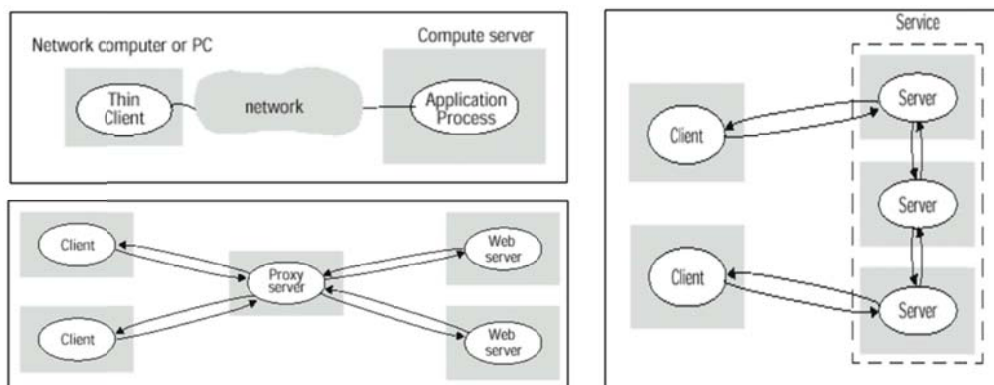 Network computer or PC
Compute server
Thin
Client
network
Application
Process
Client
Client
Proxy
server
Web
server
Web
server
Service
Client
Client
Server
Server
Server